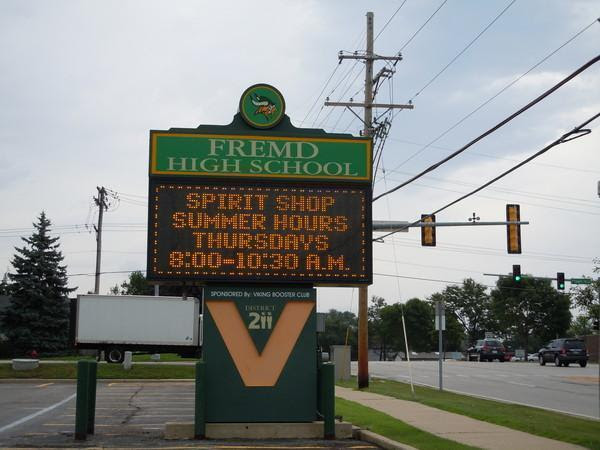 FREMD
HIGH SCHOOL
SPIRIT SHOP
SUMMER HOURS
THURSDAYS
8:00-10:30 A.M.
SPONSORED BY: VIKING BOOSTER CLUB
DISTRICT
211
V